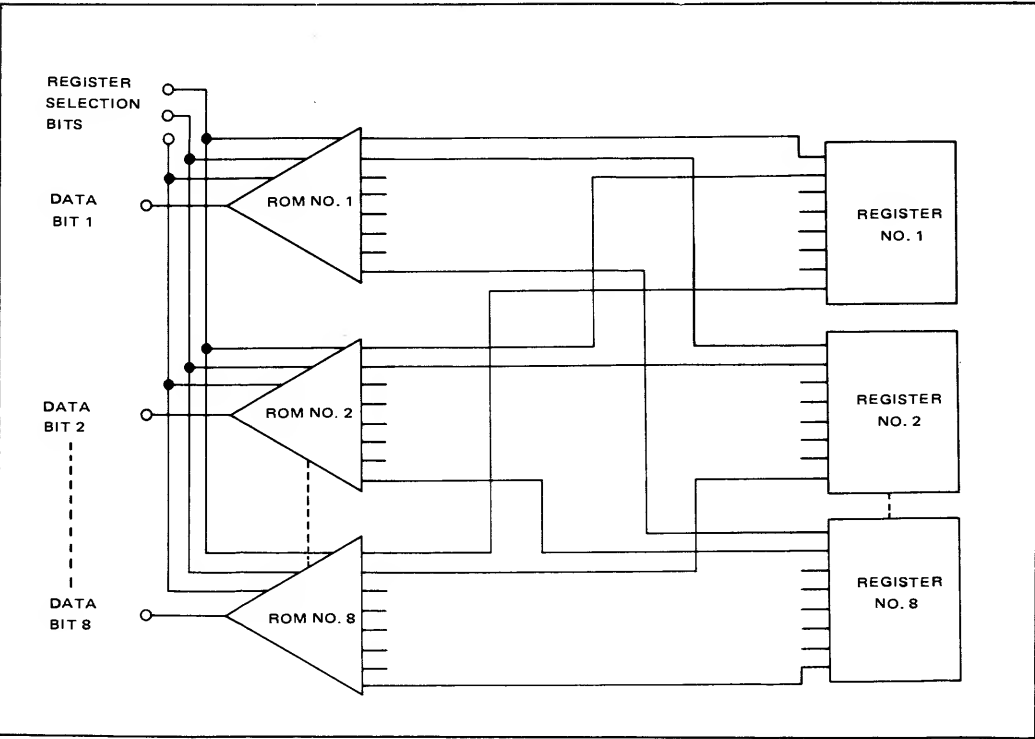 REGISTER
SELECTION
BITS
DATA
BIT 1
ROM NO. 1
REGISTER
NO. 1
DATA
BIT 2
ROM NO. 2
REGISTER
NO. 2
DATA
BIT 8
ROM NO. 8
REGISTER
NO. 8